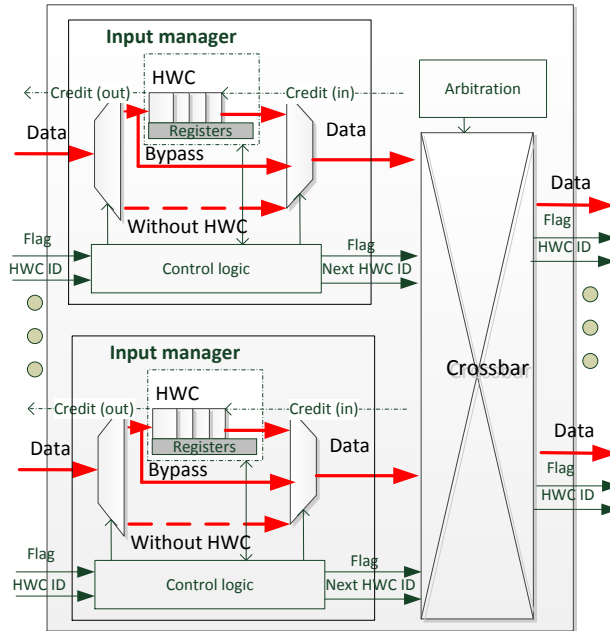 Input manager
HWC
Credit (out)
Credit (in)
Arbitration
Data
Registers
Data
Bypass
Without HWC
Flag
HWC ID
Control logic
Flag
Next HWC ID
Data
Flag
HWC ID
Crossbar
Input manager
HWC
Credit (out)
Credit (in)
Data
Registers
Data
Bypass
Without HWC
Flag
HWC ID
Control logic
Flag
Next HWC ID
Data
Flag
HWC ID